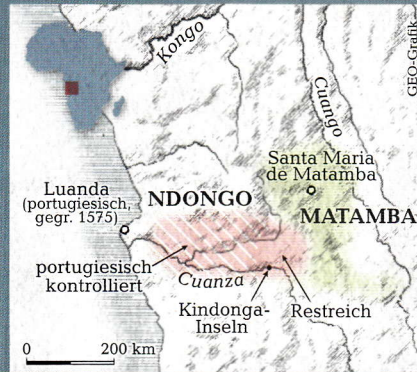 GEO-Grafik
Kongo
Cuango
Santa Maria
de Matamba
Luanda
(portugiesisch,
gegr. 1575)
NDONGO
MATAMBA
portugiesisch
kontrolliert
Cuanza
Kindonga-
Inseln
Restreich
0 200 km